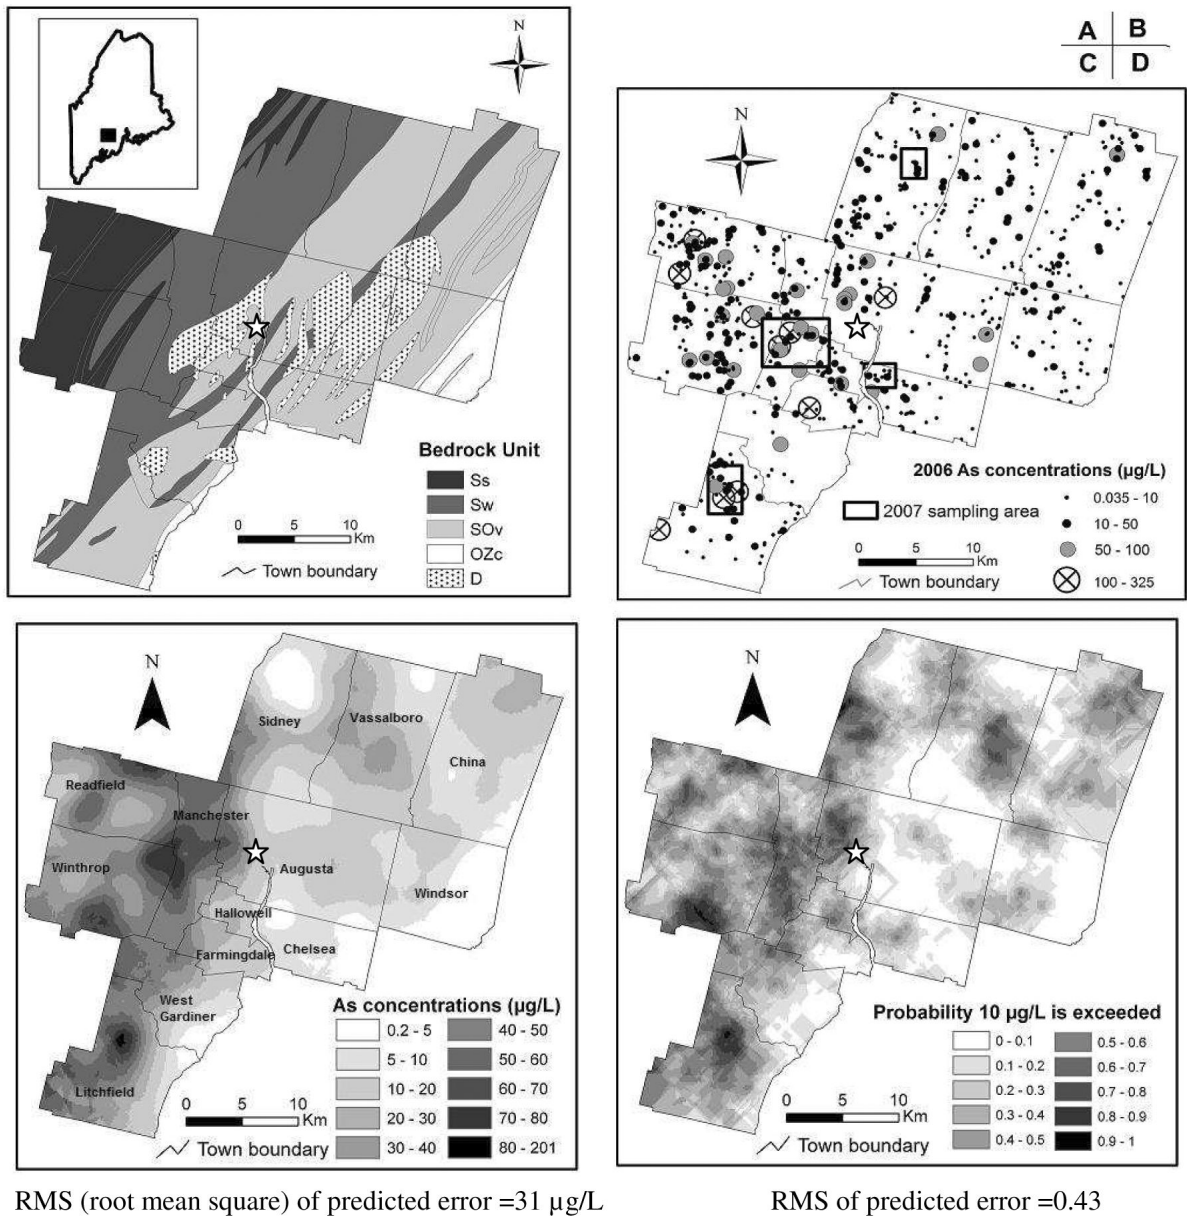 N
Bedrock Unit
Ss
Sw
SOv
OZc
D
0 5 10
Km
Town boundary
A B
C D
N
2006 As concentrations (µg/L)
2007 sampling area
0.035 - 10
10 - 50
50 - 100
100 - 325
0 5 10
Km
Town boundary
N
Sidney
Vassalboro
China
Readfield
Manchester
Winthrop
Augusta
Windsor
Hallowell
Farmingdale
Chelsea
West
Gardiner
Litchfield
As concentrations (µg/L)
0.2 - 5 40 - 50
5 - 10 50 - 60
10 - 20 60 - 70
20 - 30 70 - 80
30 - 40 80 - 201
0 5 10
Km
Town boundary
N
Probability 10 µg/L is exceeded
0 - 0.1 0.5 - 0.6
0.1 - 0.2 0.6 - 0.7
0.2 - 0.3 0.7 - 0.8
0.3 - 0.4 0.8 - 0.9
0.4 - 0.5 0.9 - 1
0 5 10
Km
Town boundary
RMS (root mean square) of predicted error =31 µg/L
RMS of predicted error =0.43